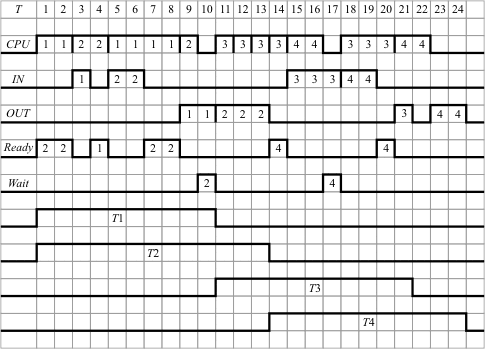 T 1 2 3 4 5 6 7 8 9 10 11 12 13 14 15 16 17 18 19 20 21 22 23 24
CPU 1 1 2 2 1 1 1 1 2 3 3 3 3 4 4 3 3 3 4 4
IN 1 2 2 3 3 3 4 4
OUT 1 1 2 2 2 3 4 4
Ready 2 2 1 2 2 4 4
Wait 2 4
T1
T2
T3
T4